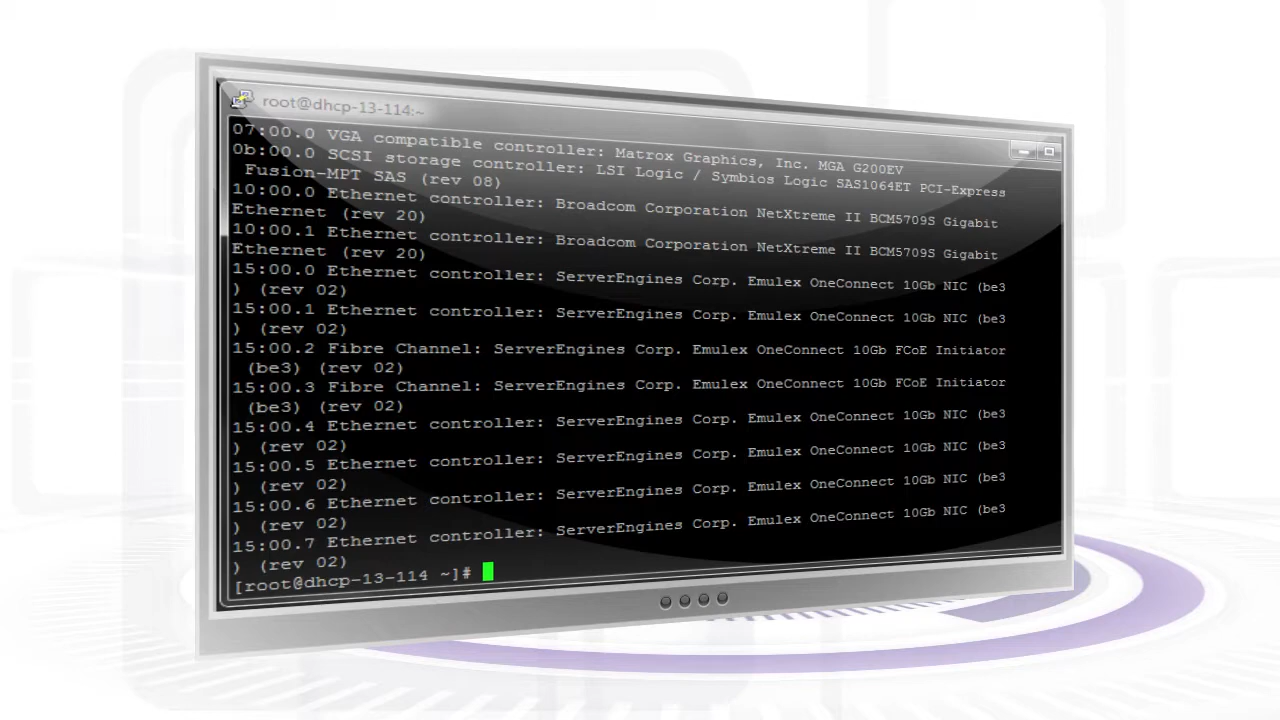 root@dhcp-13-114:~
07:00.0 VGA compatible controller: Matrox Graphics, Inc. MGA G200EV
0b:00.0 SCSI storage controller: LSI Logic / Symbios Logic SAS1064ET PCI-Express
Fusion-MPT SAS (rev 08)
10:00.0 Ethernet controller: Broadcom Corporation NetXtreme II BCM5709S Gigabit
Ethernet (rev 20)
10:00.1 Ethernet controller: Broadcom Corporation NetXtreme II BCM5709S Gigabit
Ethernet (rev 20)
15:00.0 Ethernet controller: ServerEngines Corp. Emulex OneConnect 10Gb NIC (be3
) (rev 02)
15:00.1 Ethernet controller: ServerEngines Corp. Emulex OneConnect 10Gb NIC (be3
) (rev 02)
15:00.2 Fibre Channel: ServerEngines Corp. Emulex OneConnect 10Gb FCoE Initiator
(be3) (rev 02)
15:00.3 Fibre Channel: ServerEngines Corp. Emulex OneConnect 10Gb FCoE Initiator
(be3) (rev 02)
15:00.4 Ethernet controller: ServerEngines Corp. Emulex OneConnect 10Gb NIC (be3
) (rev 02)
15:00.5 Ethernet controller: ServerEngines Corp. Emulex OneConnect 10Gb NIC (be3
) (rev 02)
15:00.6 Ethernet controller: ServerEngines Corp. Emulex OneConnect 10Gb NIC (be3
) (rev 02)
15:00.7 Ethernet controller: ServerEngines Corp. Emulex OneConnect 10Gb NIC (be3
) (rev 02)
[root@dhcp-13-114 ~]#